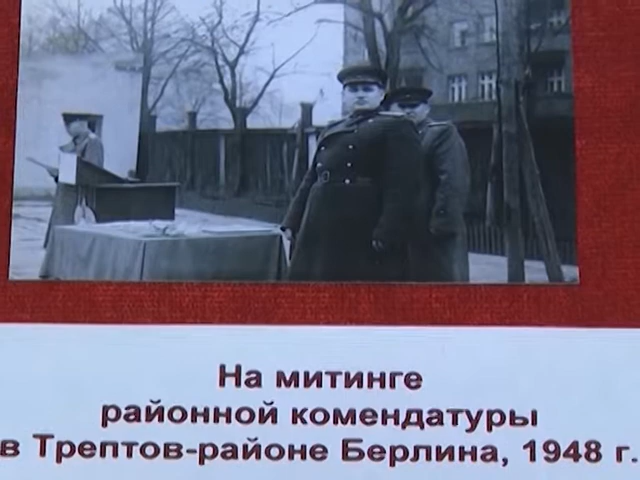 На митинге
районной комендатуры
в Трептов-районе Берлина, 1948 г.